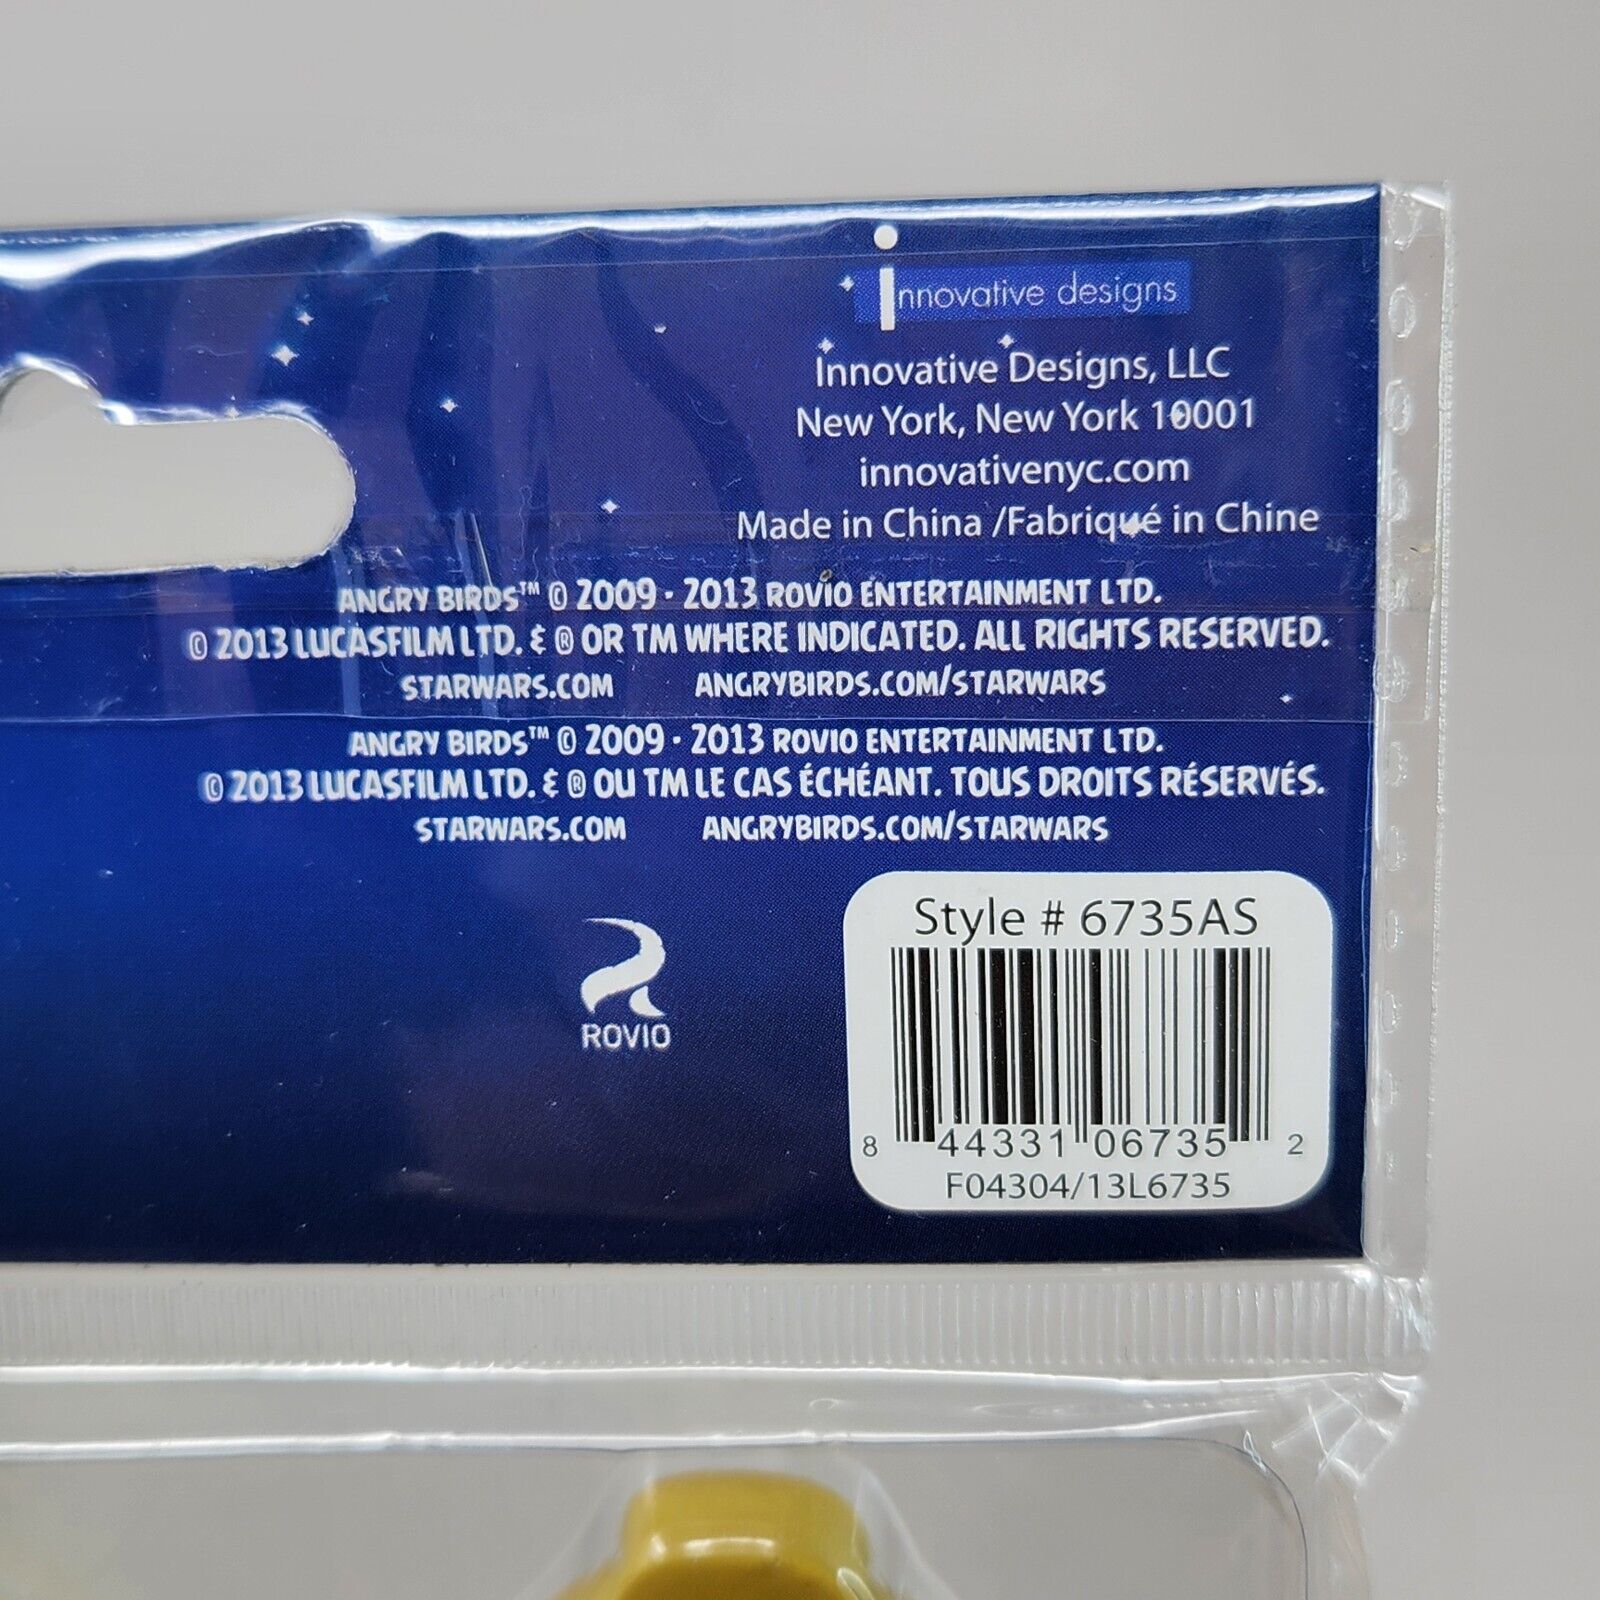 innovative designs
Innovative Designs, LLC
New York, New York 10001
innovativenyc.com
Made in China /Fabriqué in Chine
ANGRY BIRDS™ © 2009 - 2013 ROVIO ENTERTAINMENT LTD.
© 2013 LUCASFILM LTD. & ® OR TM WHERE INDICATED. ALL RIGHTS RESERVED.
STARWARS.COM ANGRYBIRDS.COM/STARWARS
ANGRY BIRDS™ © 2009 - 2013 ROVIO ENTERTAINMENT LTD.
© 2013 LUCASFILM LTD. & ® OU TM LE CAS ÉCHÉANT. TOUS DROITS RÉSERVÉS.
STARWARS.COM ANGRYBIRDS.COM/STARWARS
ROVIO
Style # 6735AS
8 44331 06735 2
F04304/13L6735